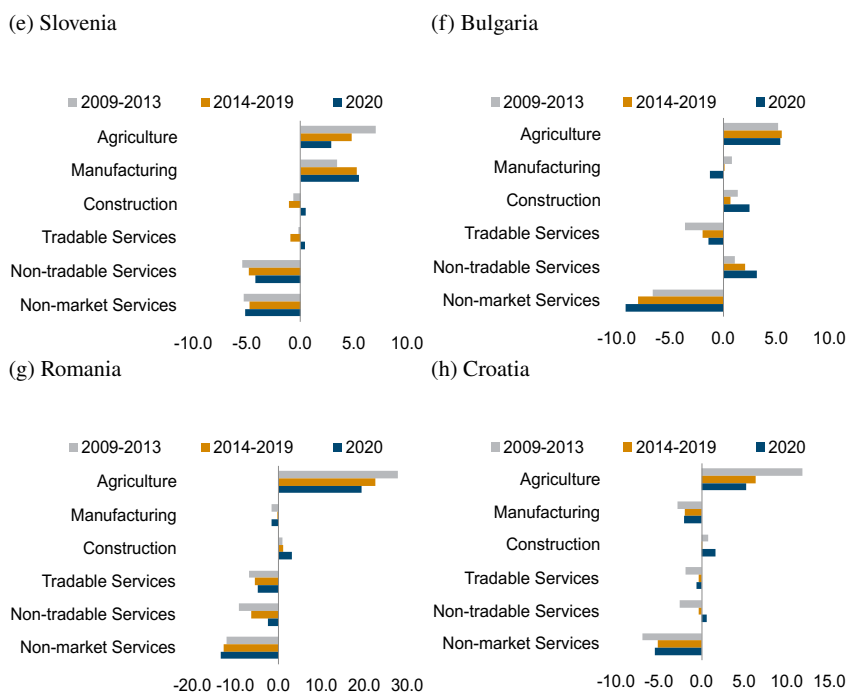 (e) Slovenia
2009-2013 2014-2019 2020
Agriculture
Manufacturing
Construction
Tradable Services
Non-tradable Services
Non-market Services
-10.0 -5.0 0.0 5.0 10.0
(f) Bulgaria
2009-2013 2014-2019 2020
Agriculture
Manufacturing
Construction
Tradable Services
Non-tradable Services
Non-market Services
-10.0 -5.0 0.0 5.0 10.0
(g) Romania
2009-2013 2014-2019 2020
Agriculture
Manufacturing
Construction
Tradable Services
Non-tradable Services
Non-market Services
-20.0 -10.0 0.0 10.0 20.0 30.0
(h) Croatia
2009-2013 2014-2019 2020
Agriculture
Manufacturing
Construction
Tradable Services
Non-tradable Services
Non-market Services
-10.0 -5.0 0.0 5.0 10.0 15.0